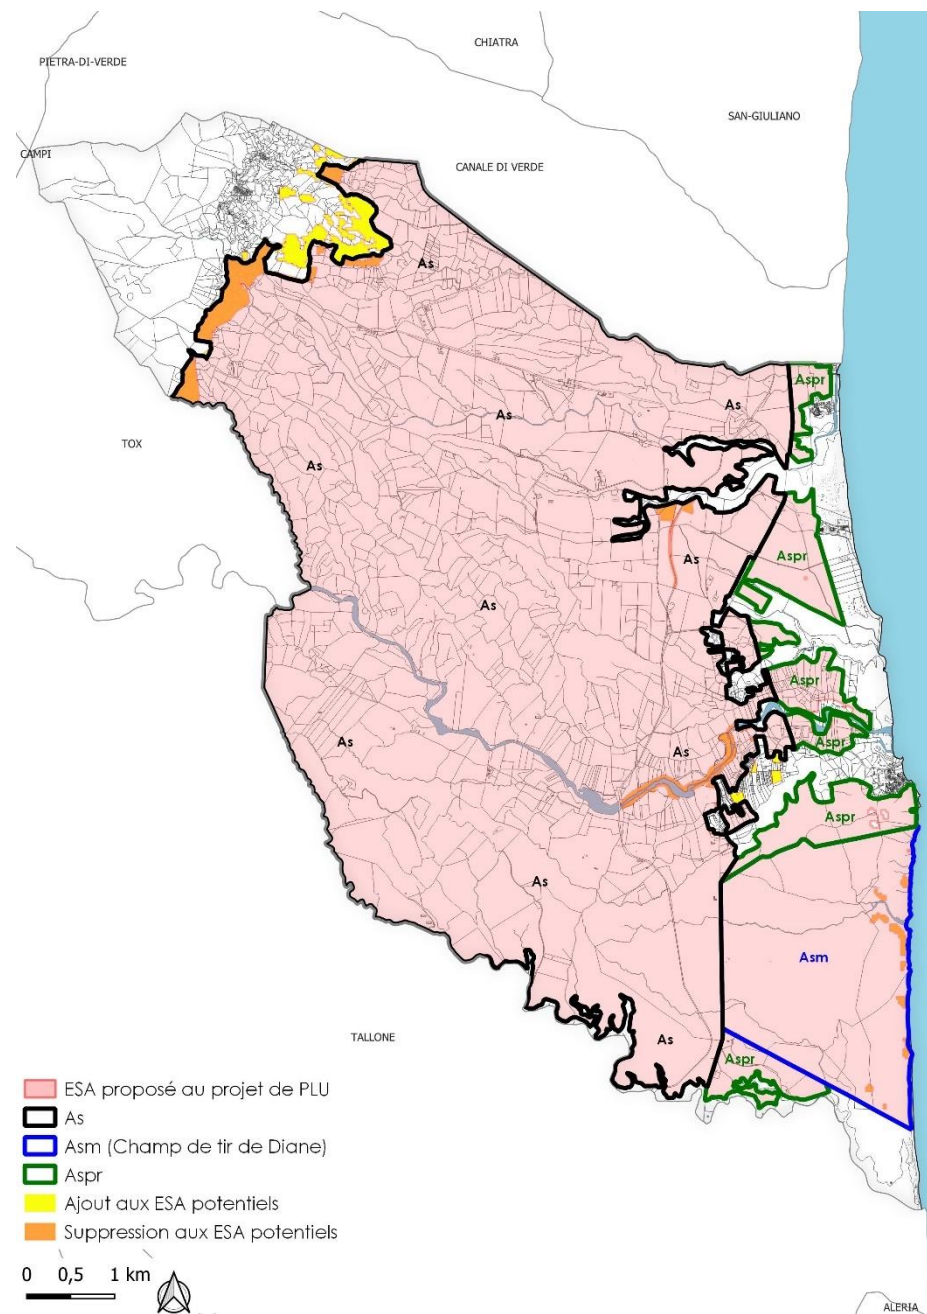 CHIATRA
PIETRA-DI-VERDE
SAN-GIULIANO
CAMPI
CANALE DI VERDE
As
Aspr
As
As
TOX
As
Aspr
As
As
Aspr
As
As
Aspr
Aspr
As
Asm
TALLONE
As
Aspr
ESA proposé au projet de PLU
As
Asm (Champ de tir de Diane)
Aspr
Ajout aux ESA potentiels
Suppression aux ESA potentiels
0 0,5 1 km
ALERIA